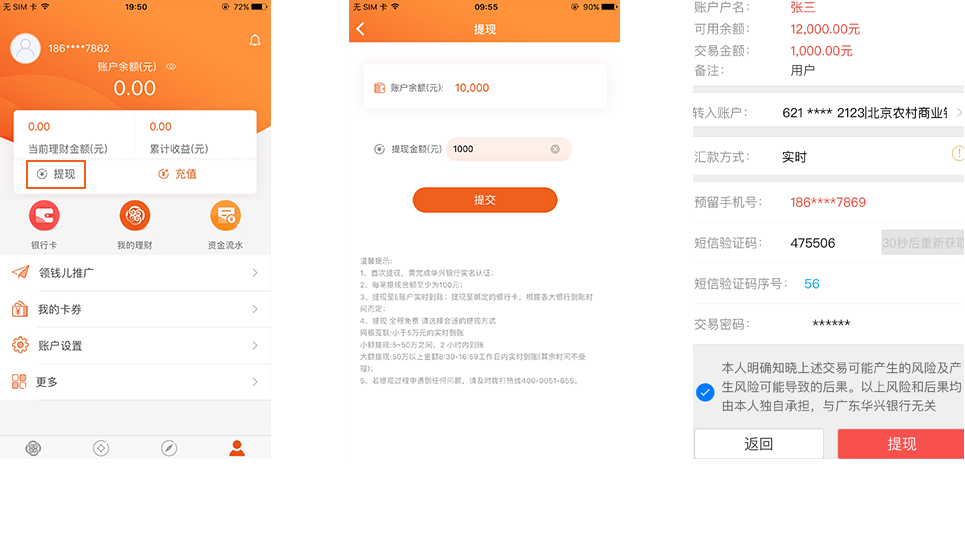 无 SIM 卡
19:50
72%
186****7862
账户余额(元)
0.00
0.00
0.00
当前理财金额(元)
累计收益(元)
提现
充值
银行卡
我的理财
资金流水
领钱儿推广
我的卡券
账户设置
更多
无 SIM 卡
09:55
90%
提现
账户余额(元):
10,000
提现金额(元)
1000
提交
温馨提示:
1、首次提现，需完成华兴银行实名认证；
2、每笔提现金额至少为100元；
3、提现至E账户实时到账；提现至绑定的银行卡，根据各大银行到账时
间而定；
4、提现 全程免费 请选择合适的提现方式
网银互联:小于5万元的实时到账
小额提现:5-50万之间，2 小时内到账
大额提现:50万以上金额8:30-16:59工作日内实时到账(其余时间不受
理)；
5、若提现过程中遇到任何问题，请及时拨打热线400-0051-655。
账户户名：
张三
可用余额：
12,000.00元
交易金额：
1,000.00元
备注：
用户
转入账户：
621 **** 2123|北京农村商业
汇款方式：
实时
预留手机号：
186****7869
短信验证码：
475506
30秒后重新获取
短信验证码序号：
56
交易密码：
******
本人明确知晓上述交易可能产生的风险及产
生风险可能导致的后果。以上风险和后果均
由本人独自承担，与广东华兴银行无关
返回
提现